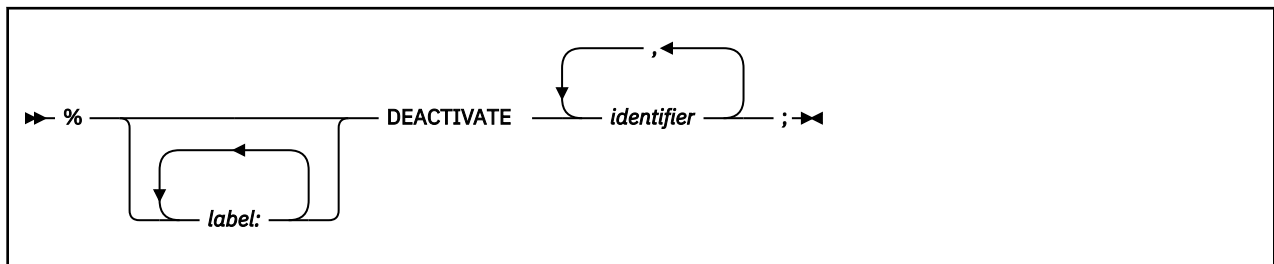 ,
% DEACTIVATE identifier ;
label: